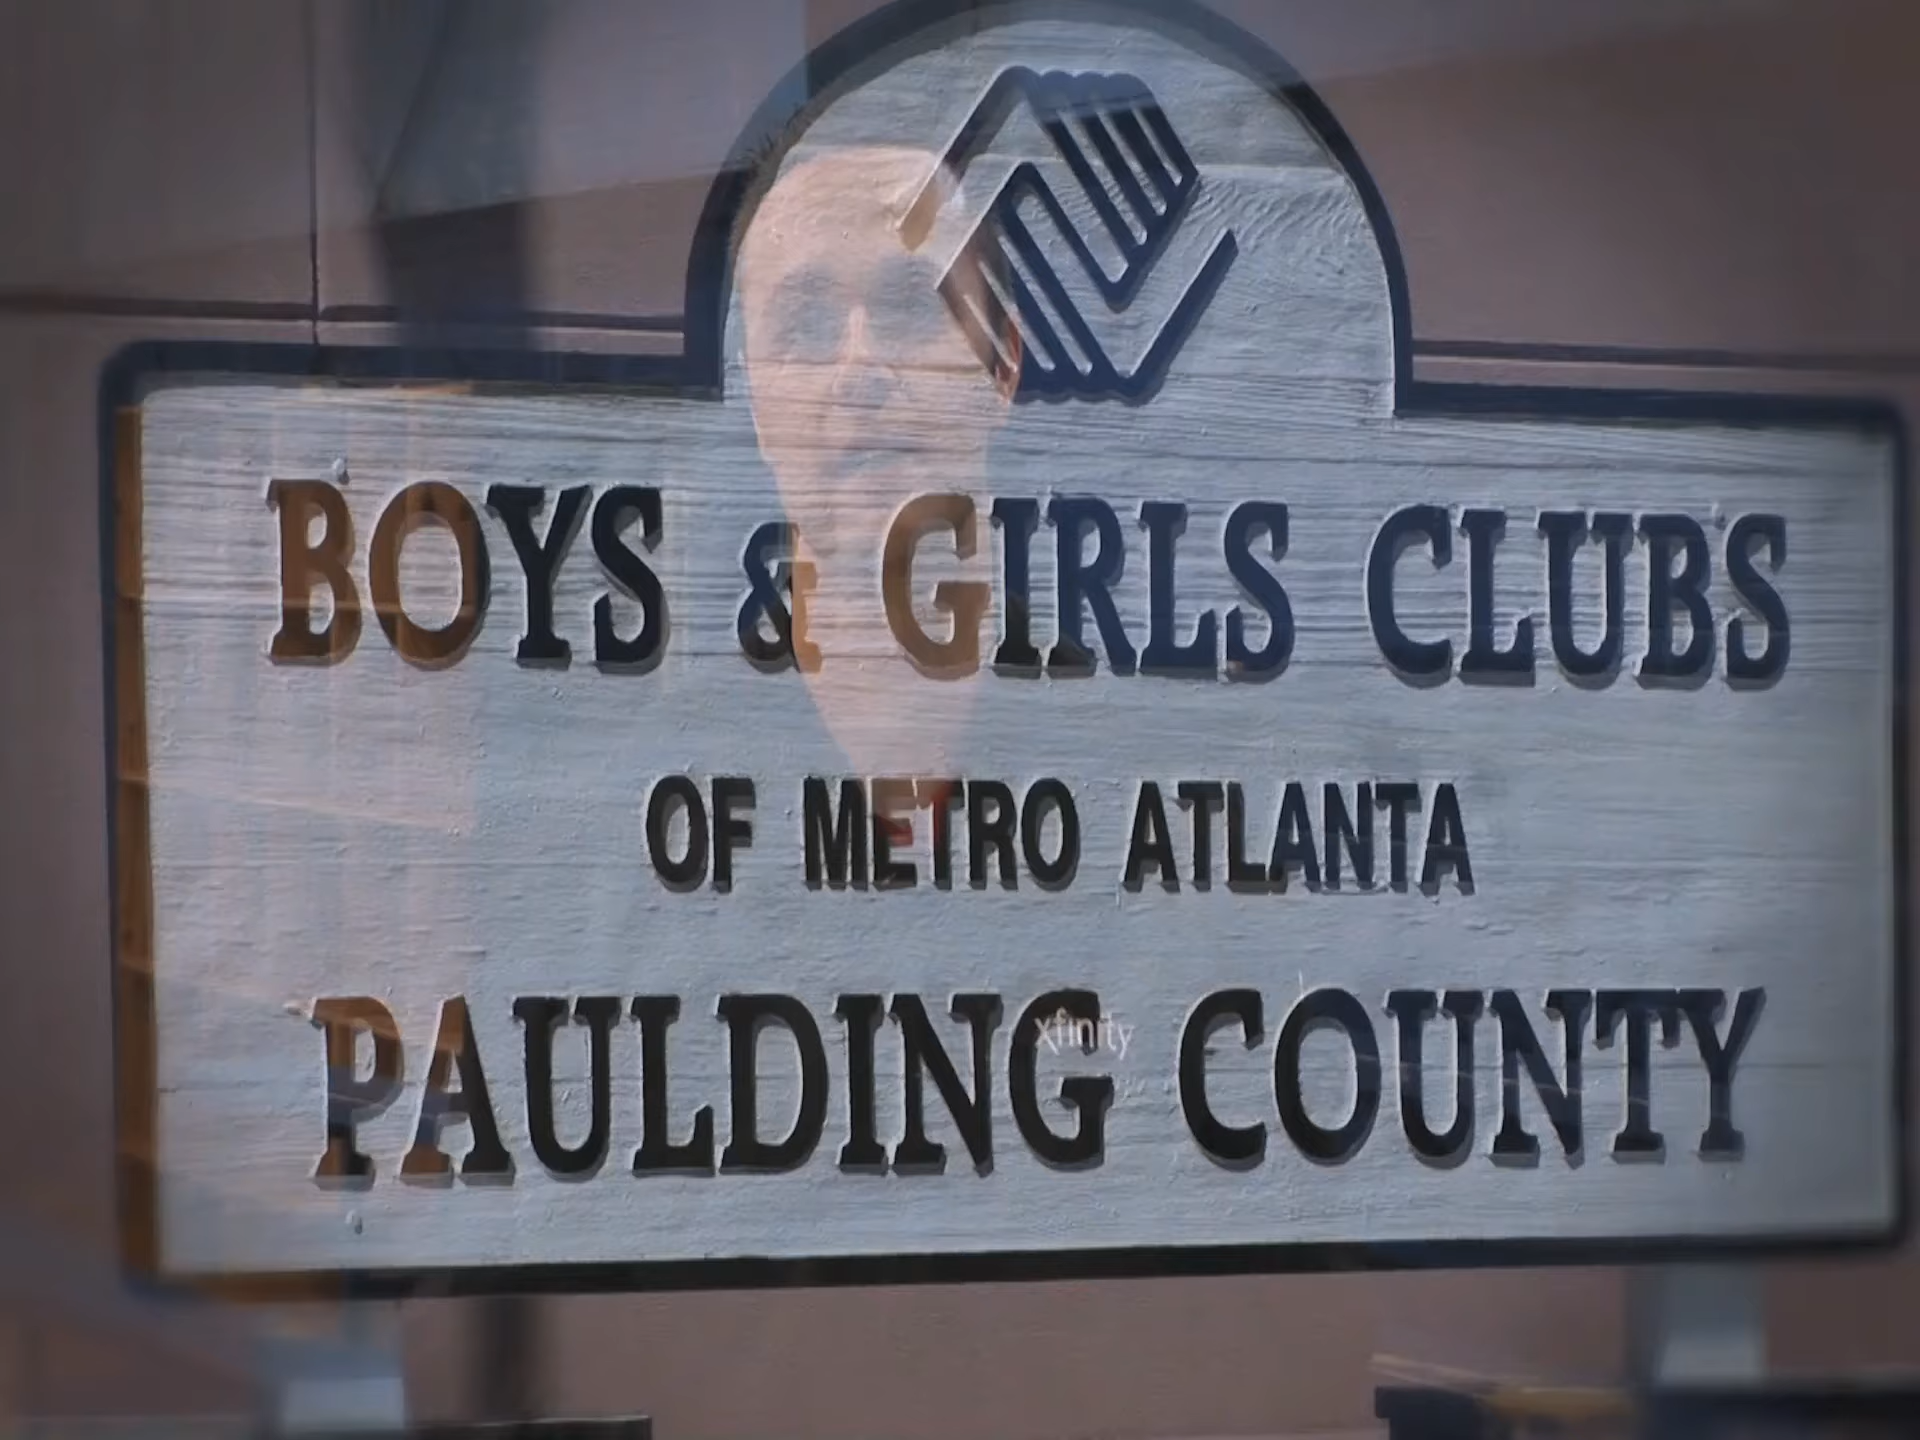 BOYS & GIRLS CLUBS
OF METRO ATLANTA
PAULDING COUNTY
xfinity